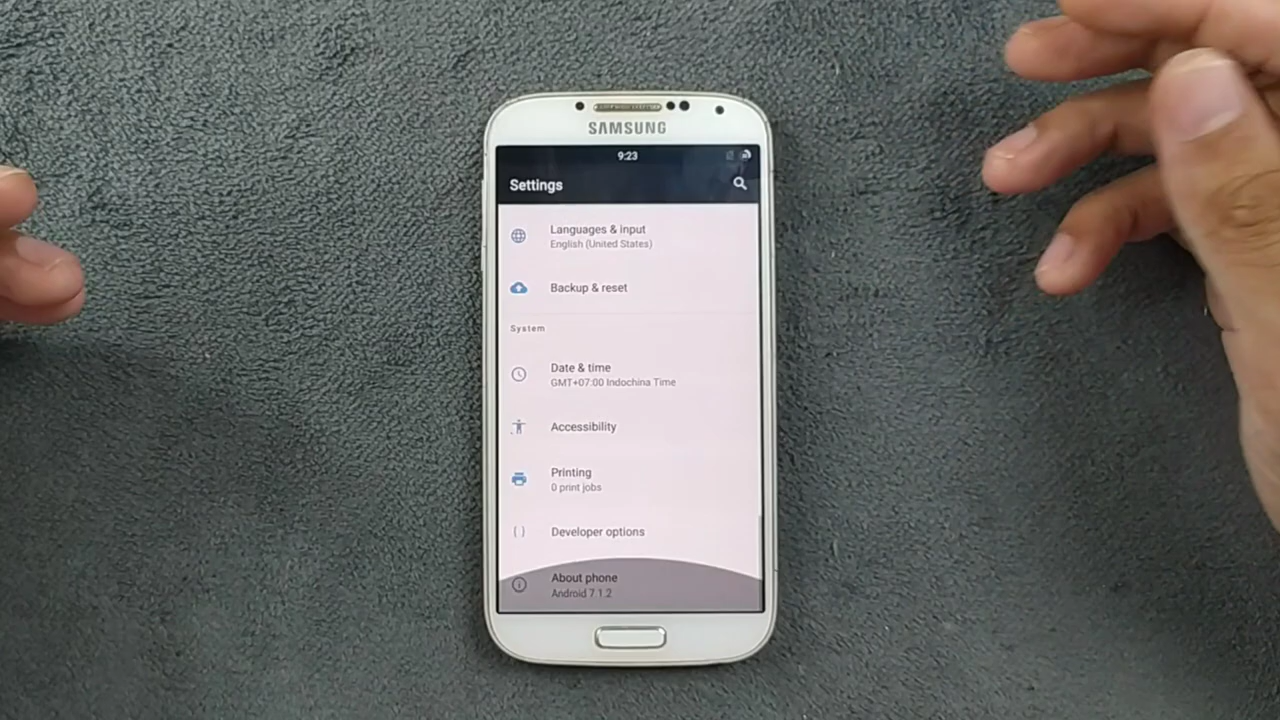 SAMSUNG
9:23
Settings
Languages & input
English (United States)
Backup & reset
System
Date & time
GMT+07:00 Indochina Time
Accessibility
Printing
0 print jobs
Developer options
About phone
Android 7.1.2